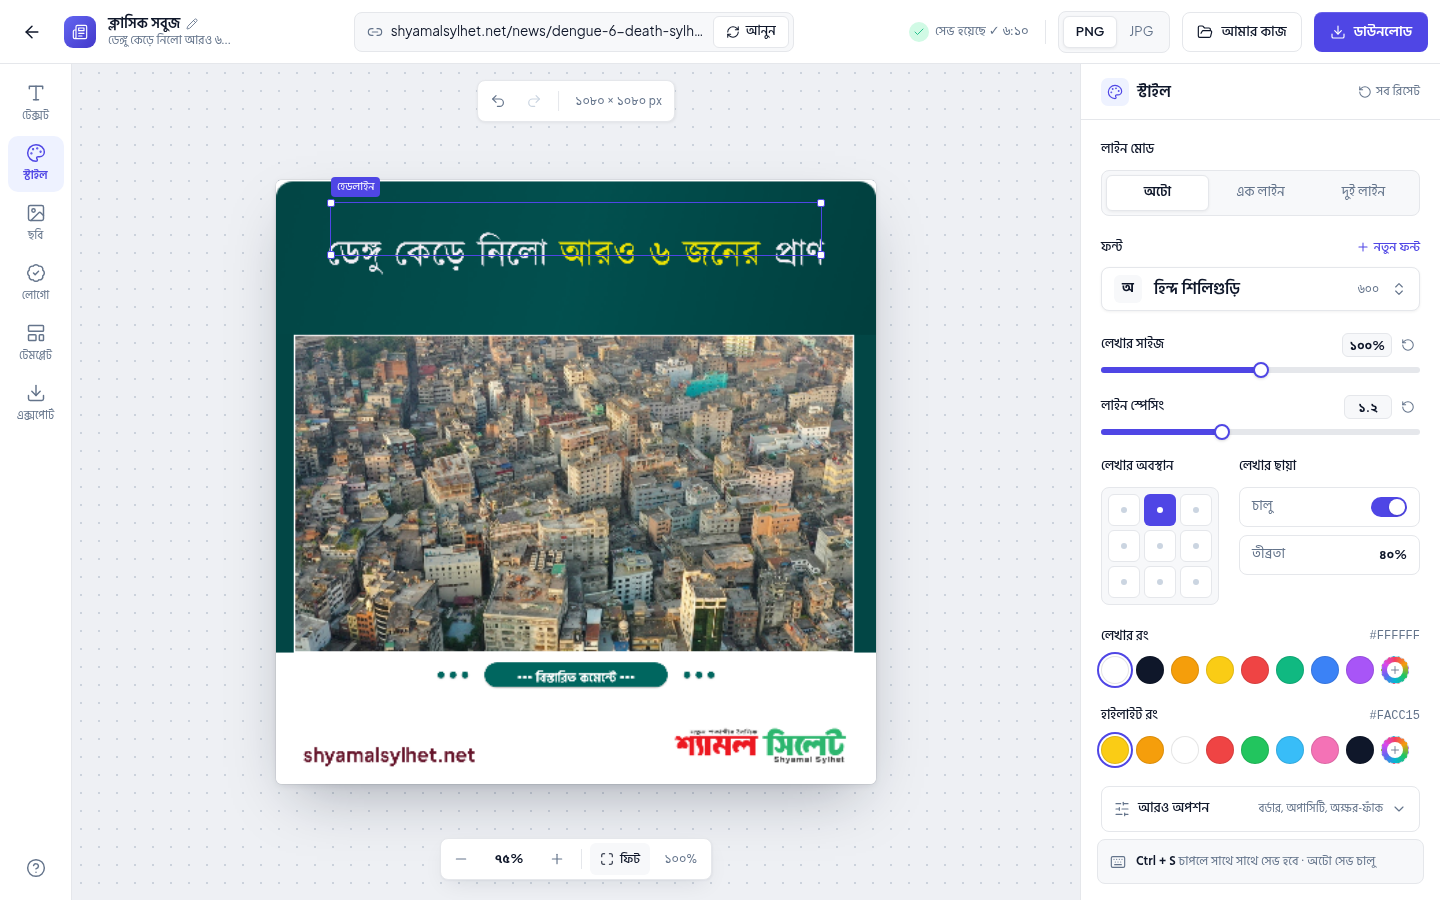 ক্লাসিক সবুজ
ডেঙ্গু কেড়ে নিলো আরও ৬...
shyamalsylhet.net/news/dengue-6-death-sylh...
আনুন
সেভ হয়েছে ✓ ৬:১০
PNG
JPG
আমার কাজ
ডাউনলোড
টেক্সট
স্টাইল
ছবি
লোগো
টেমপ্লেট
এক্সপোর্ট
১০৮০ × ১০৮০ px
হেডলাইন
ডেঙ্গু কেড়ে নিলো আরও ৬ জনের প্রাণ
--- বিস্তারিত কমেন্টে ---
shyamalsylhet.net
শ্যামল সিলেট
Shyamal Sylhet
৭৫%
ফিট
১০০%
স্টাইল
সব রিসেট
লাইন মোড
অটো
এক লাইন
দুই লাইন
ফন্ট
+ নতুন ফন্ট
অ
হিন্দ শিলিগুড়ি
৬০০
লেখার সাইজ
১০০%
লাইন স্পেসিং
১.২
লেখার অবস্থান
লেখার ছায়া
চালু
তীব্রতা
৪০%
লেখার রং
#FFFFFF
হাইলাইট রং
#FACC15
আরও অপশন
বর্ডার, অপাসিটি, অক্ষর-ফাঁক
Ctrl + S চাপলে সাথে সাথে সেভ হবে · অটো সেভ চালু